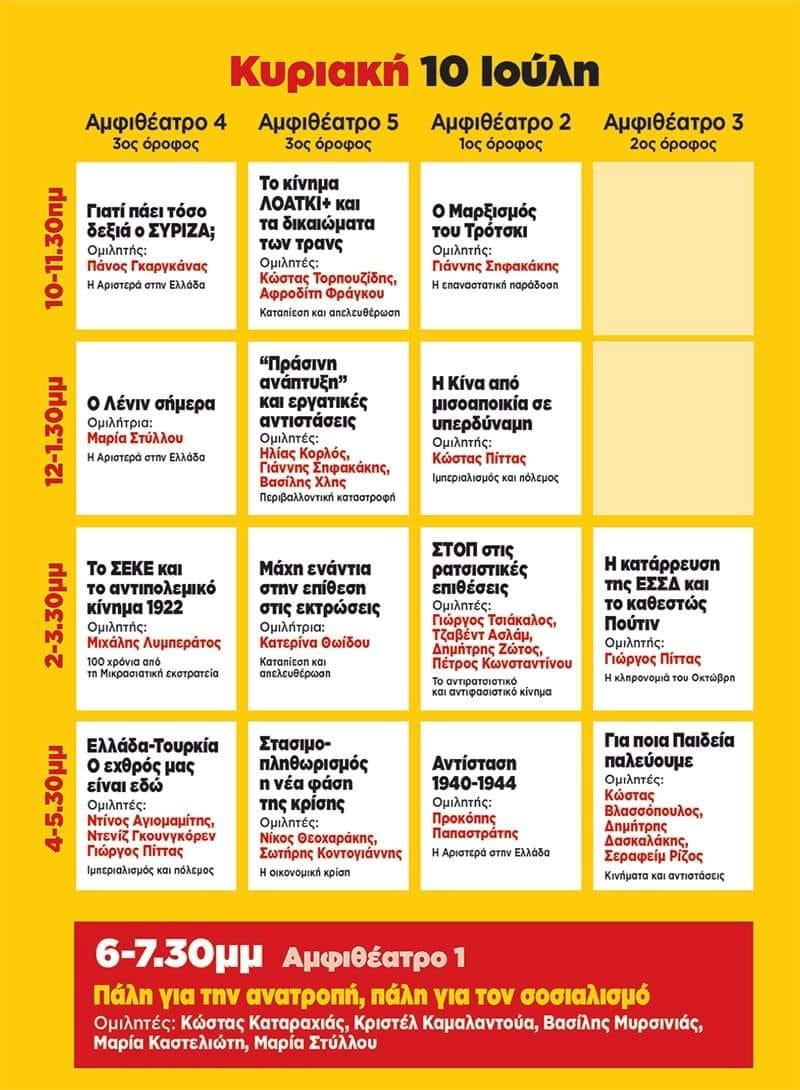 Κυριακή 10 Ιούλη
Αμφιθέατρο 4
3ος όροφος
Αμφιθέατρο 5
3ος όροφος
Αμφιθέατρο 2
1ος όροφος
Αμφιθέατρο 3
2ος όροφος
10-11.30πμ
Γιατί πάει τόσο
δεξιά ο ΣΥΡΙΖΑ;
Ομιλητής:
Πάνος Γκαργκάνας
Η Αριστερά στην Ελλάδα
Το κίνημα
ΛΟΑΤΚΙ+ και
τα δικαιώματα
των τρανς
Ομιλητές:
Κώστας Τορπουζίδης,
Αφροδίτη Φράγκου
Καταπίεση και απελευθέρωση
Ο Μαρξισμός
του Τρότσκι
Ομιλητής:
Γιάννης Σηφακάκης
Η επαναστατική παράδοση
12-1.30μμ
Ο Λένιν σήμερα
Ομιλήτρια:
Μαρία Στύλλου
Η Αριστερά στην Ελλάδα
“Πράσινη
ανάπτυξη”
και εργατικές
αντιστάσεις
Ομιλητές:
Ηλίας Κορλός,
Γιάννης Σηφακάκης,
Βασίλης Χλης
Περιβαλλοντική καταστροφή
Η Κίνα από
μισοαποικία σε
υπερδύναμη
Ομιλητής:
Κώστας Πίττας
Ιμπεριαλισμός και πόλεμος
2-3.30μμ
Το ΣΕΚΕ και
το αντιπολεμικό
κίνημα 1922
Ομιλητής:
Μιχάλης Λυμπεράτος
100 χρόνια από
τη Μικρασιατική εκστρατεία
Μάχη ενάντια
στην επίθεση
στις εκτρώσεις
Ομιλήτρια:
Κατερίνα Θωίδου
Καταπίεση και
απελευθέρωση
ΣΤΟΠ στις
ρατσιστικές
επιθέσεις
Ομιλητές:
Γιώργος Τσιάκαλος,
Τζαβέντ Ασλάμ,
Δημήτρης Ζώτος,
Πέτρος Κωνσταντίνου
Το αντιρατσιστικό
και αντιφασιστικό κίνημα
Η κατάρρευση
της ΕΣΣΔ και
το καθεστώς
Πούτιν
Ομιλητής:
Γιώργος Πίττας
Η κληρονομιά του Οκτώβρη
4-5.30μμ
Ελλάδα-Τουρκία
Ο εχθρός μας
είναι εδώ
Ομιλητές:
Ντίνος Αγιομαμίτης,
Ντενίζ Γκουνγκόρεν
Γιώργος Πίττας
Ιμπεριαλισμός και πόλεμος
Στασιμο-
πληθωρισμός
η νέα φάση
της κρίσης
Ομιλητές:
Νίκος Θεοχαράκης,
Σωτήρης Κοντογιάννης
Η οικονομική κρίση
Αντίσταση
1940-1944
Ομιλητής:
Προκόπης
Παπαστράτης
Η Αριστερά στην Ελλάδα
Για ποια Παιδεία
παλεύουμε
Ομιλητές:
Κώστας
Βλασσόπουλος,
Δημήτρης
Δασκαλάκης,
Σεραφείμ Ρίζος
Κινήματα και αντιστάσεις
6-7.30μμ Αμφιθέατρο 1
Πάλη για την ανατροπή, πάλη για τον σοσιαλισμό
Ομιλητές: Κώστας Καταραχιάς, Κριστέλ Καμαλαντούα, Βασίλης Μυρσινιάς,
Μαρία Καστελιώτη, Μαρία Στύλλου